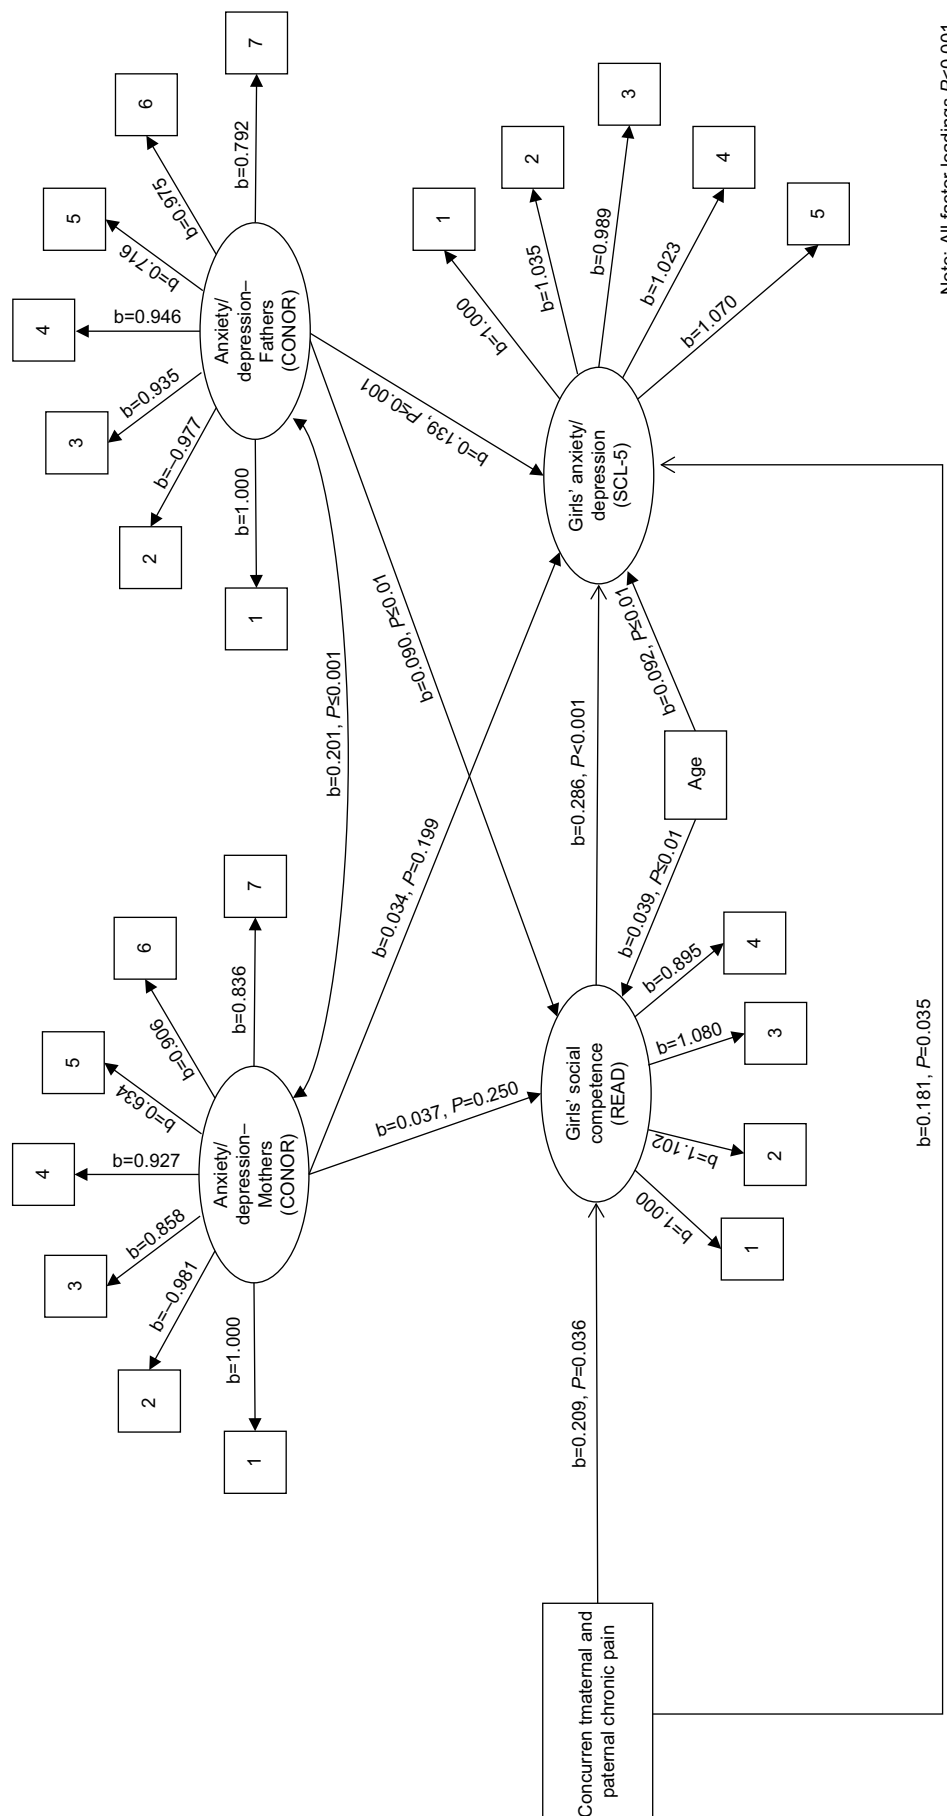 4
5
3
6
2
b=0.927
b=0.634
b=0.858
b=0.906
b=–0.981
7
b=0.836
Anxiety/
depression–
Mothers
(CONOR)
b=1.000
1
4
5
3
6
2
b=0.946
b=0.716
b=0.935
b=0.975
b=–0.977
7
b=0.792
Anxiety/
depression–
Fathers
(CONOR)
b=1.000
1
b=0.201, P≤0.001
b=0.037, P=0.250
b=0.034, P=0.199
b=0.090, P≤0.01
b=0.139, P≤0.001
Concurren tmaternal and
paternal chronic pain
b=0.209, P=0.036
Girls’ social
competence
(READ)
b=0.286, P<0.001
Girls’ anxiety/
depression
(SCL-5)
b=1.000
1
b=1.035
2
b=0.989
3
b=1.023
4
b=1.070
5
b=0.039, P≤0.01
Age
b=0.092, P≤0.01
b=1.000
1
b=1.102
2
b=1.080
3
b=0.895
4
b=0.181, P=0.035
Note: All factor loadings P≤0.001